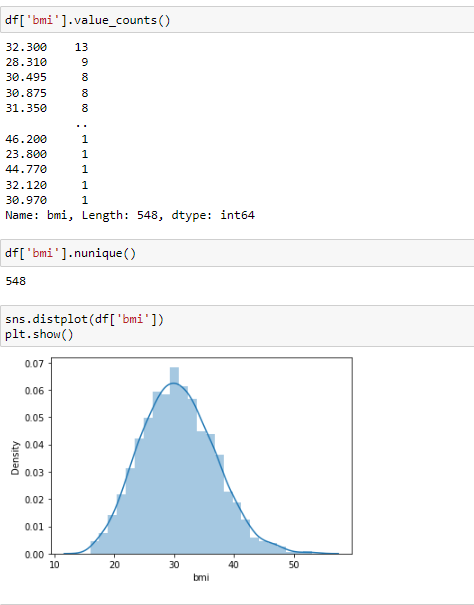 df['bmi'].value_counts()
32.300 13
28.310 9
30.495 8
30.875 8
31.350 8
..
46.200 1
23.800 1
44.770 1
32.120 1
30.970 1
Name: bmi, Length: 548, dtype: int64
df['bmi'].nunique()
548
sns.distplot(df['bmi'])
plt.show()
0.07
0.06
0.05
0.04
0.03
0.02
0.01
0.00
Density
10 20 30 40 50
bmi